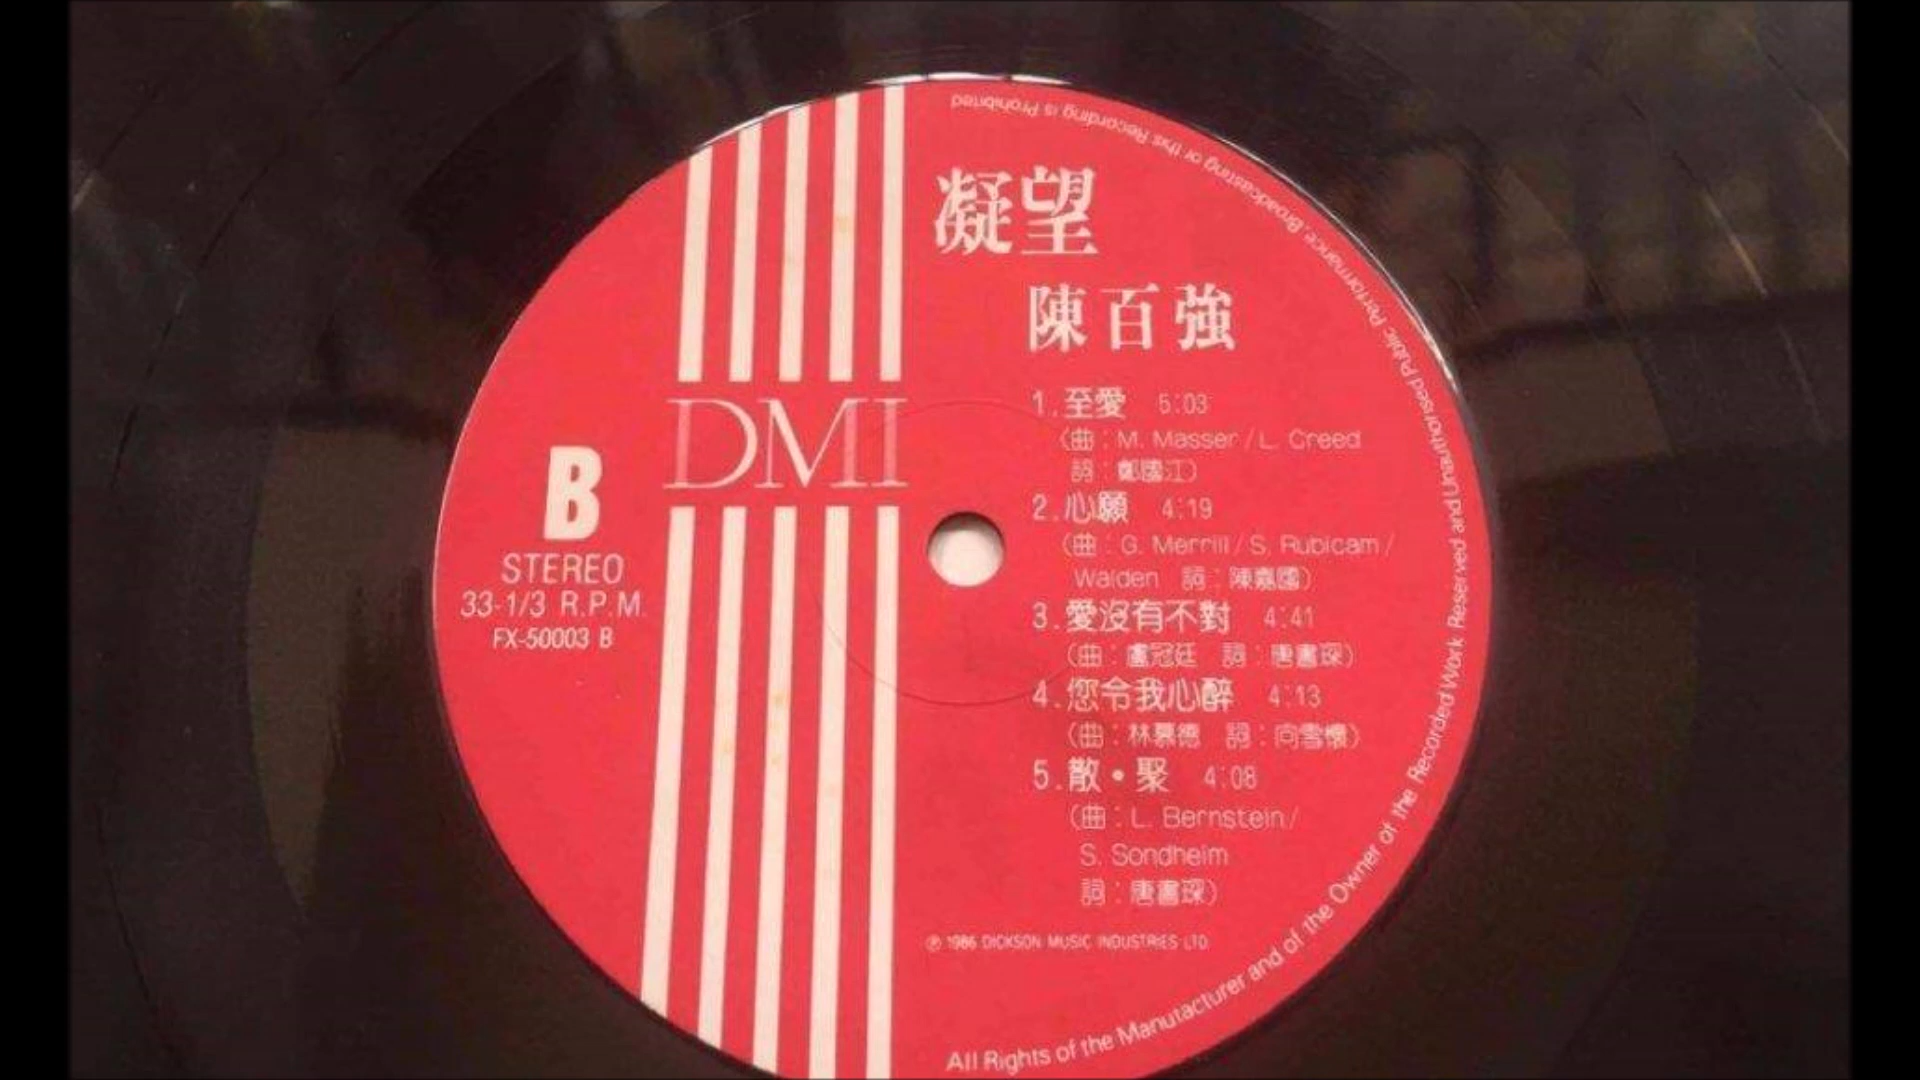 凝望
陳百強
DMI
B
STEREO
33-1/3 R.P.M.
FX-50003 B
1.至愛 5:03
(曲:M. Masser/L. Creed
詞:鄭國江)
2.心願 4:19
(曲:G. Merrill/S. Rubicam/
Walden 詞:陳嘉國)
3.愛沒有不對 4:41
(曲:盧冠廷 詞:唐書琛)
4.您令我心醉 4:13
(曲:林慕德 詞:向雪懷)
5.散•聚 4:08
(曲:L. Bernstein/
S. Sondheim
詞:唐書琛)
℗ 1986 DICKSON MUSIC INDUSTRIES LTD.
All Rights of the Manufacturer and of the Owner of the Recorded Work Reserved and Unauthorised Public Performance, Broadcasting or this Recording is Prohibited